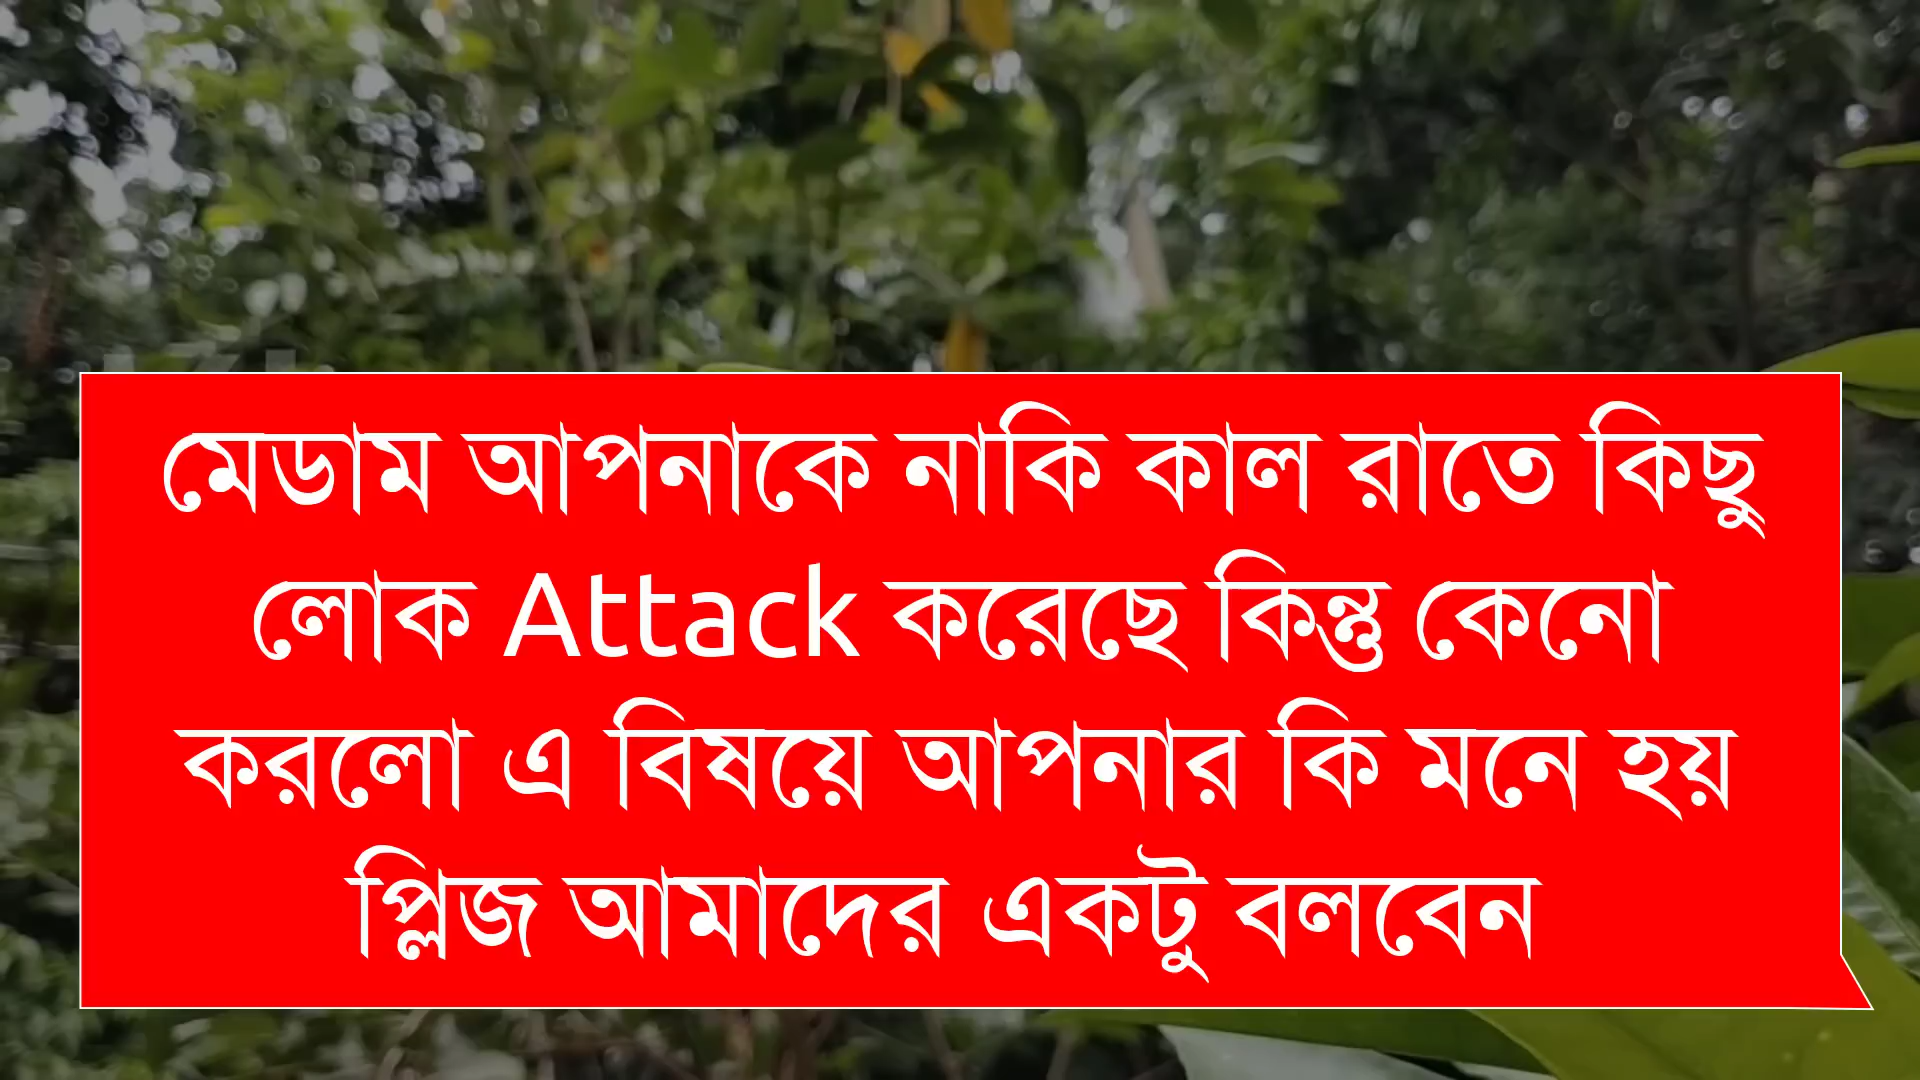 মেডাম আপনাকে নাকি কাল রাতে কিছু
লোক Attack করেছে কিন্তু কেনো
করলো এ বিষয়ে আপনার কি মনে হয়
প্লিজ আমাদের একটু বলবেন